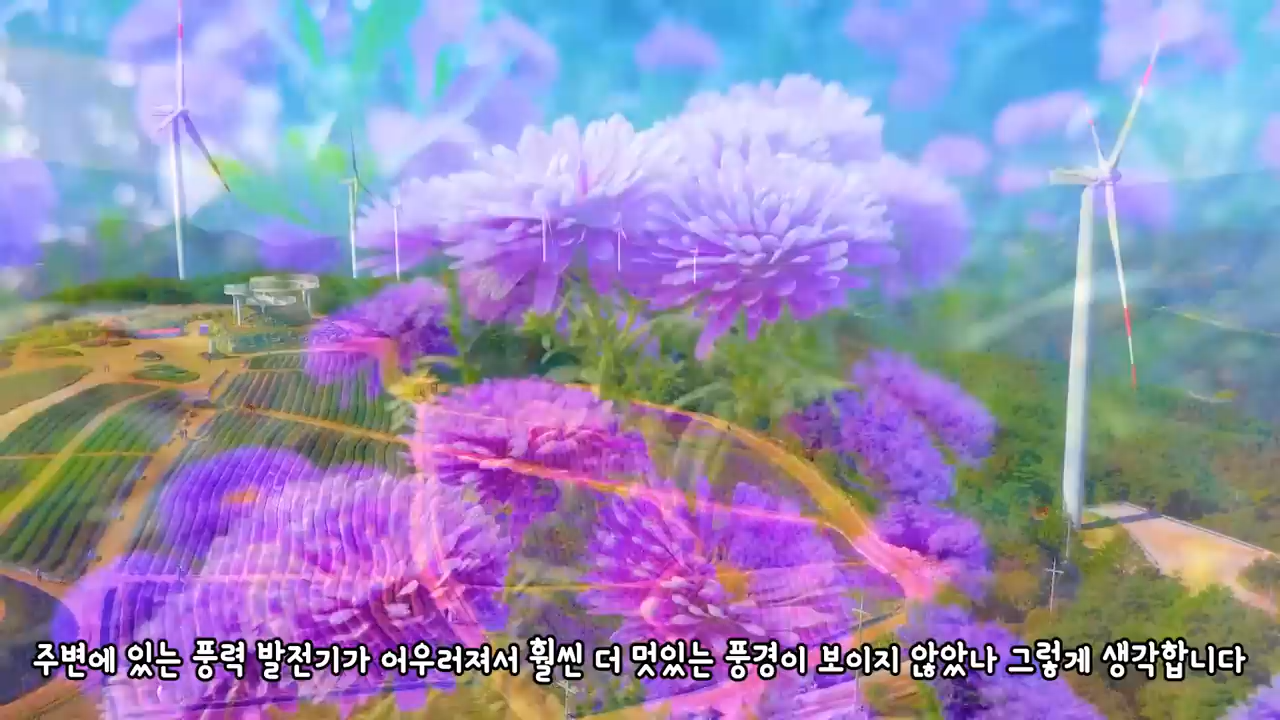 주변에 있는 풍력 발전기가 어우러져서 훨씬 더 멋있는 풍경이 보이지 않았나 그렇게 생각합니다